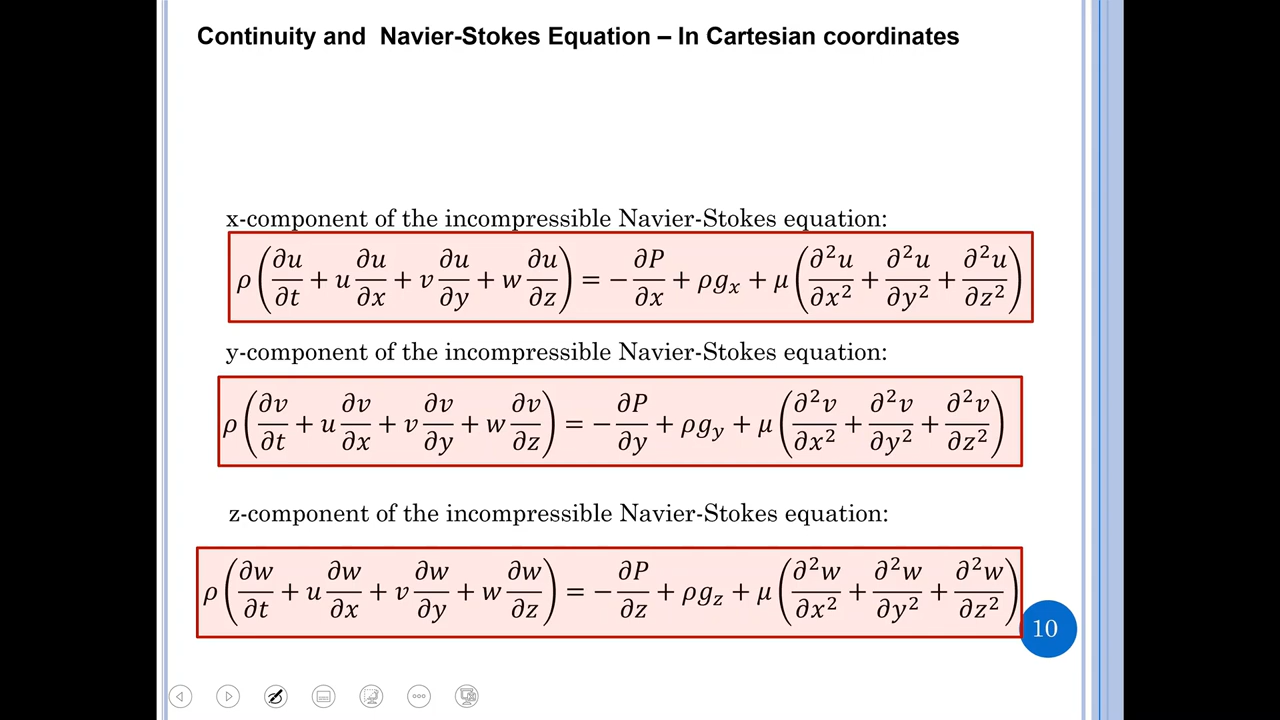 Continuity and Navier-Stokes Equation – In Cartesian coordinates
x-component of the incompressible Navier-Stokes equation:
ρ(∂u/∂t + u ∂u/∂x + v ∂u/∂y + w ∂u/∂z) = −∂P/∂x + ρgₓ + μ(∂²u/∂x² + ∂²u/∂y² + ∂²u/∂z²)
y-component of the incompressible Navier-Stokes equation:
ρ(∂v/∂t + u ∂v/∂x + v ∂v/∂y + w ∂v/∂z) = −∂P/∂y + ρg_y + μ(∂²v/∂x² + ∂²v/∂y² + ∂²v/∂z²)
z-component of the incompressible Navier-Stokes equation:
ρ(∂w/∂t + u ∂w/∂x + v ∂w/∂y + w ∂w/∂z) = −∂P/∂z + ρg_z + μ(∂²w/∂x² + ∂²w/∂y² + ∂²w/∂z²)
10